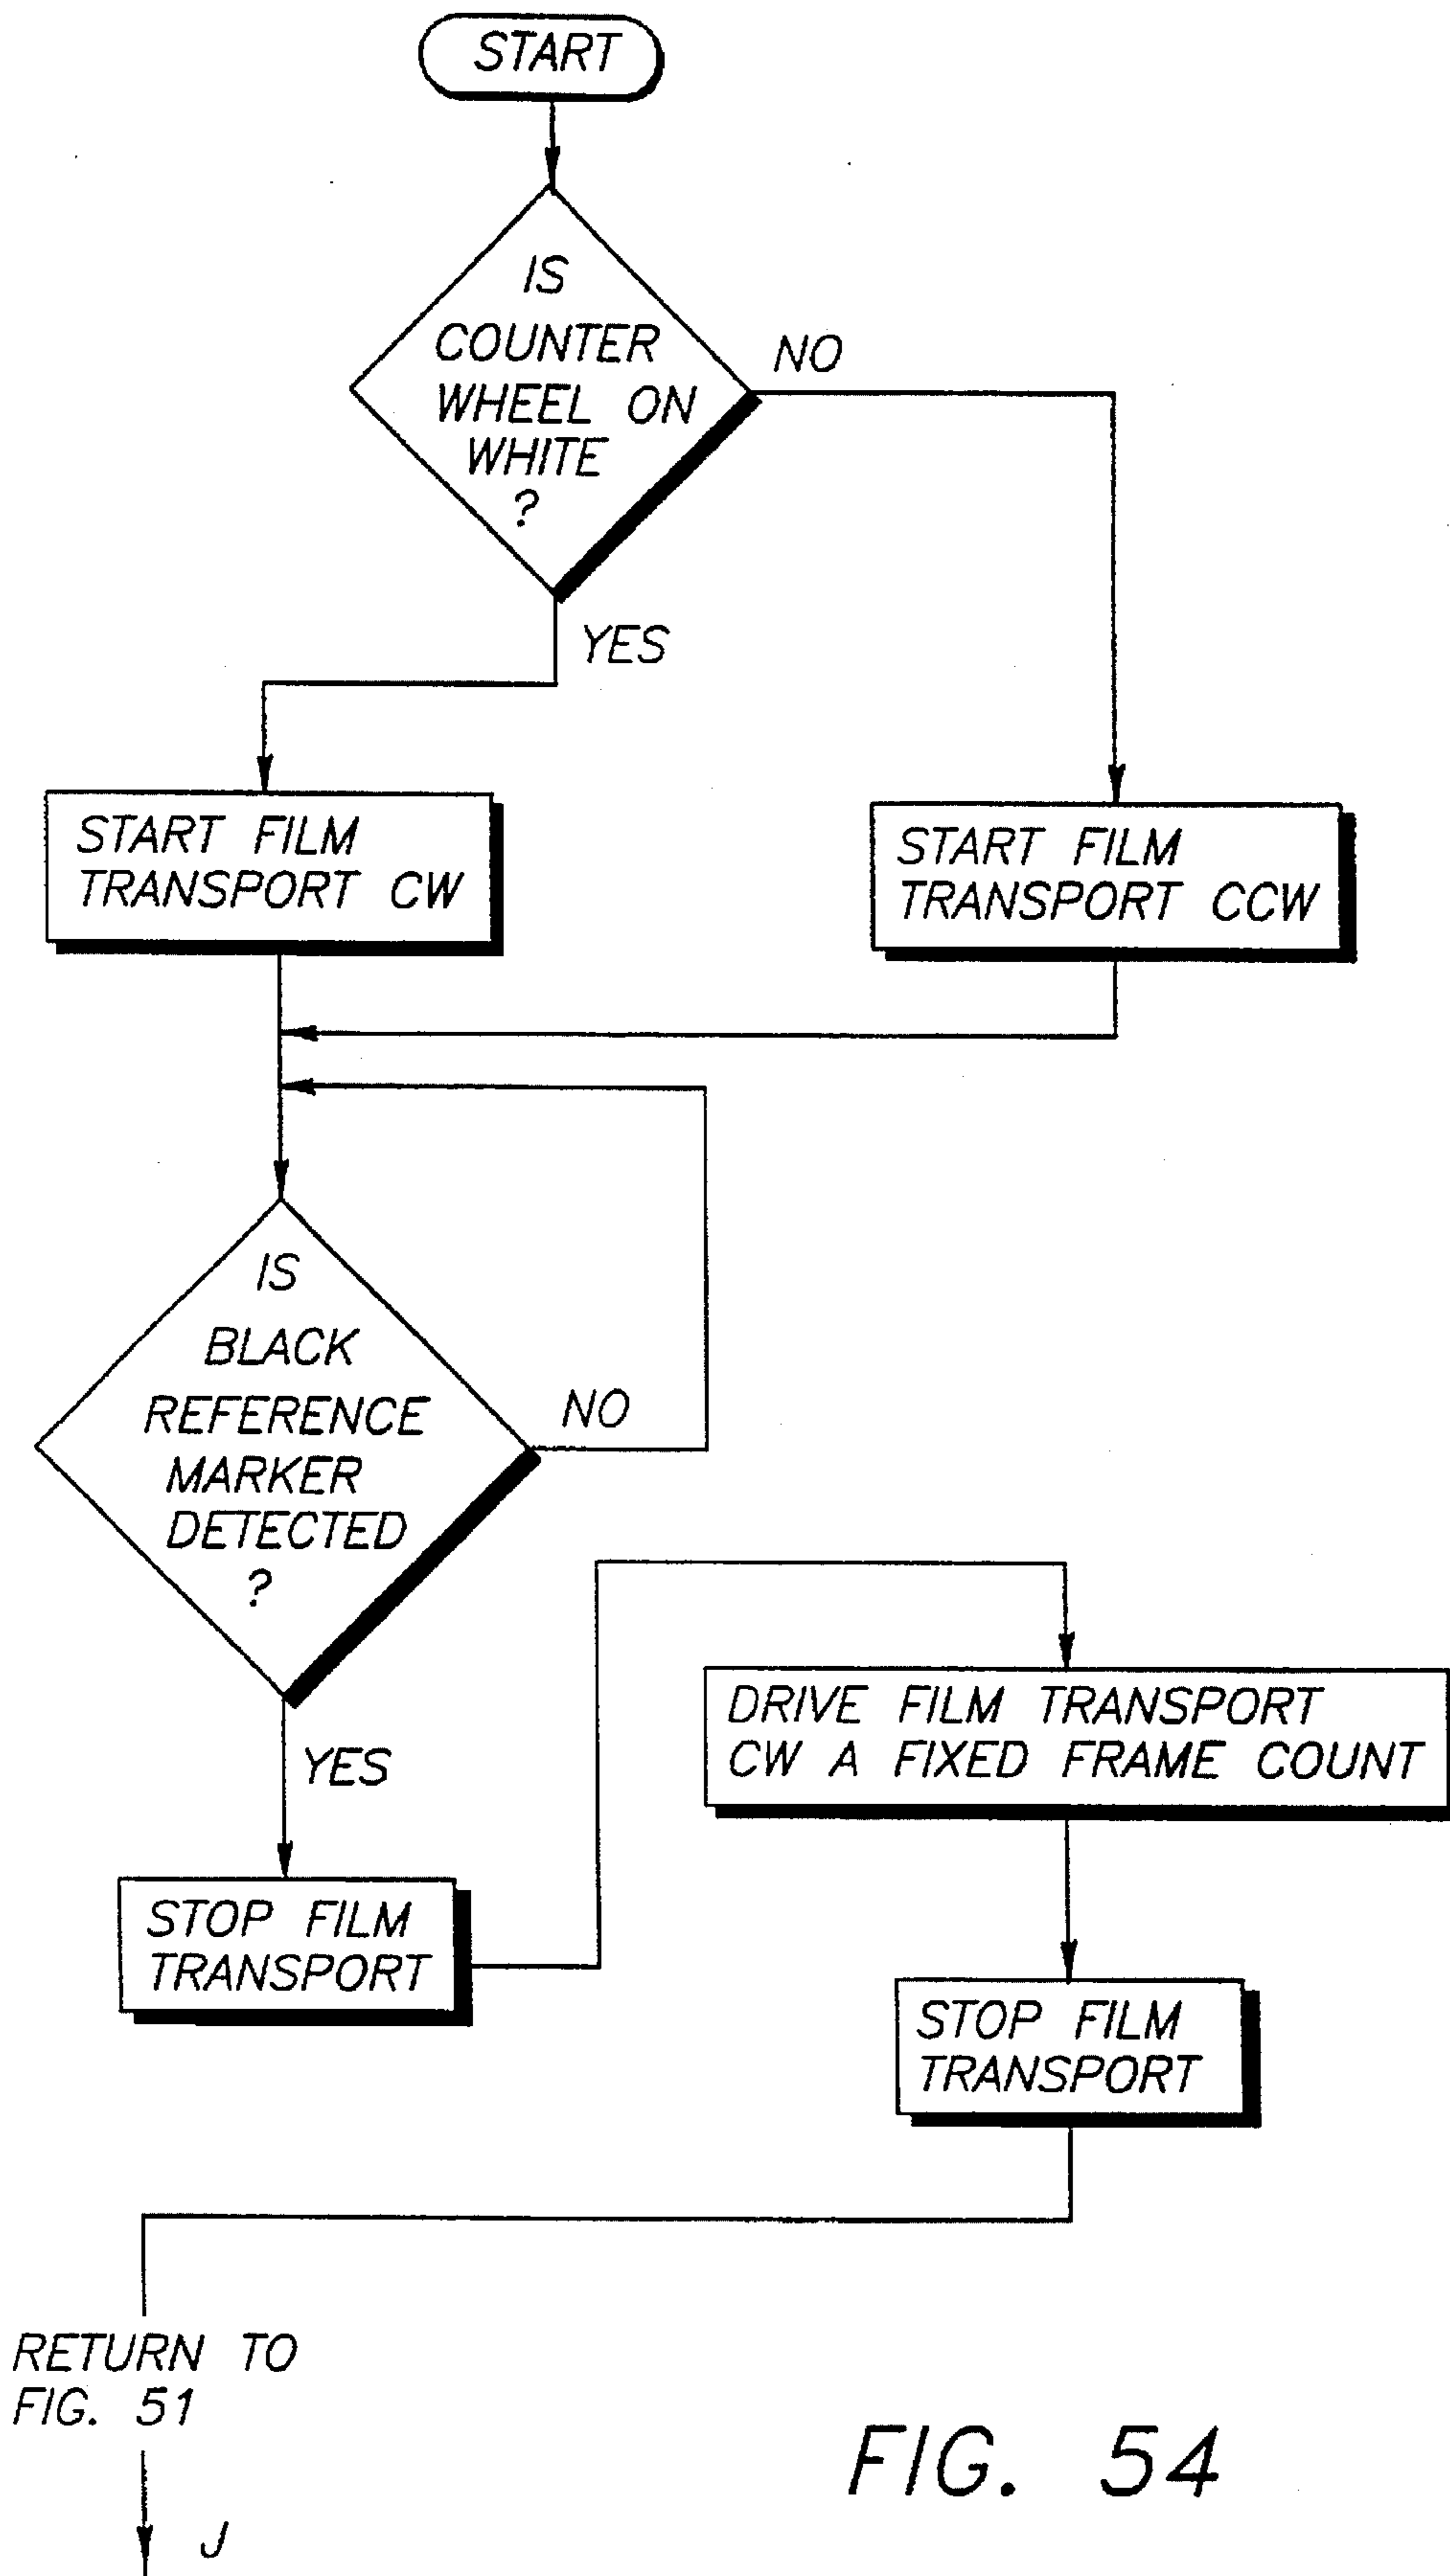 START
IS
COUNTER
WHEEL ON
WHITE
?
NO
YES
START FILM
TRANSPORT CW
START FILM
TRANSPORT CCW
IS
BLACK
REFERENCE
MARKER
DETECTED
?
NO
YES
DRIVE FILM TRANSPORT
CW A FIXED FRAME COUNT
STOP FILM
TRANSPORT
STOP FILM
TRANSPORT
RETURN TO
FIG. 51
J
FIG. 54